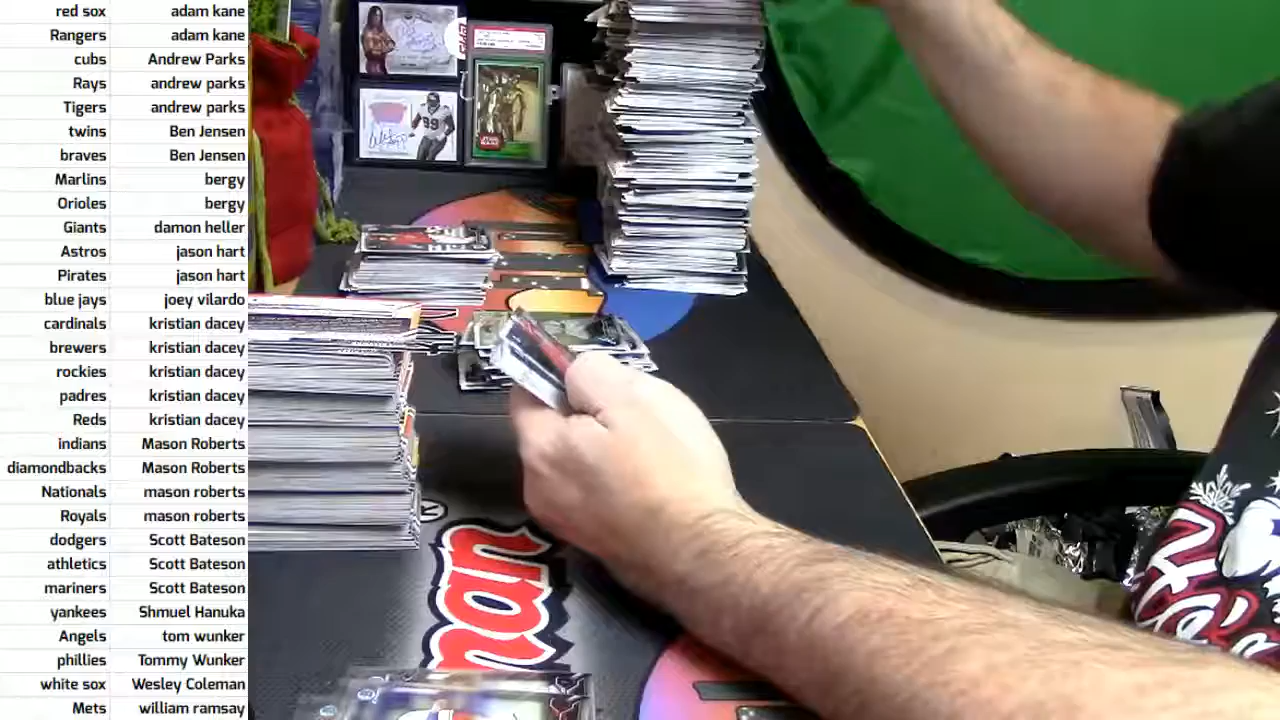 red sox adam kane
Rangers adam kane
cubs Andrew Parks
Rays andrew parks
Tigers andrew parks
twins Ben Jensen
braves Ben Jensen
Marlins bergy
Orioles bergy
Giants damon heller
Astros jason hart
Pirates jason hart
blue jays joey vilardo
cardinals kristian dacey
brewers kristian dacey
rockies kristian dacey
padres kristian dacey
Reds kristian dacey
indians Mason Roberts
diamondbacks Mason Roberts
Nationals mason roberts
Royals mason roberts
dodgers Scott Bateson
athletics Scott Bateson
mariners Scott Bateson
yankees Shmuel Hanuka
Angels tom wunker
phillies Tommy Wunker
white sox Wesley Coleman
Mets william ramsay
99